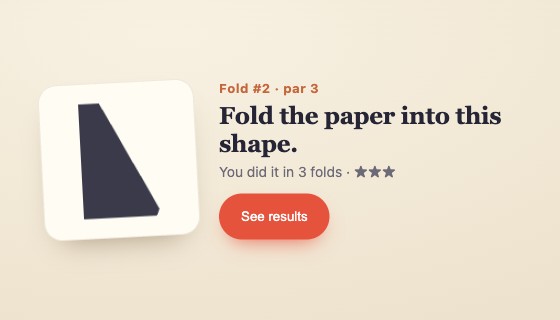 Fold #2 · par 3
Fold the paper into this
shape.
You did it in 3 folds · ★★★
See results